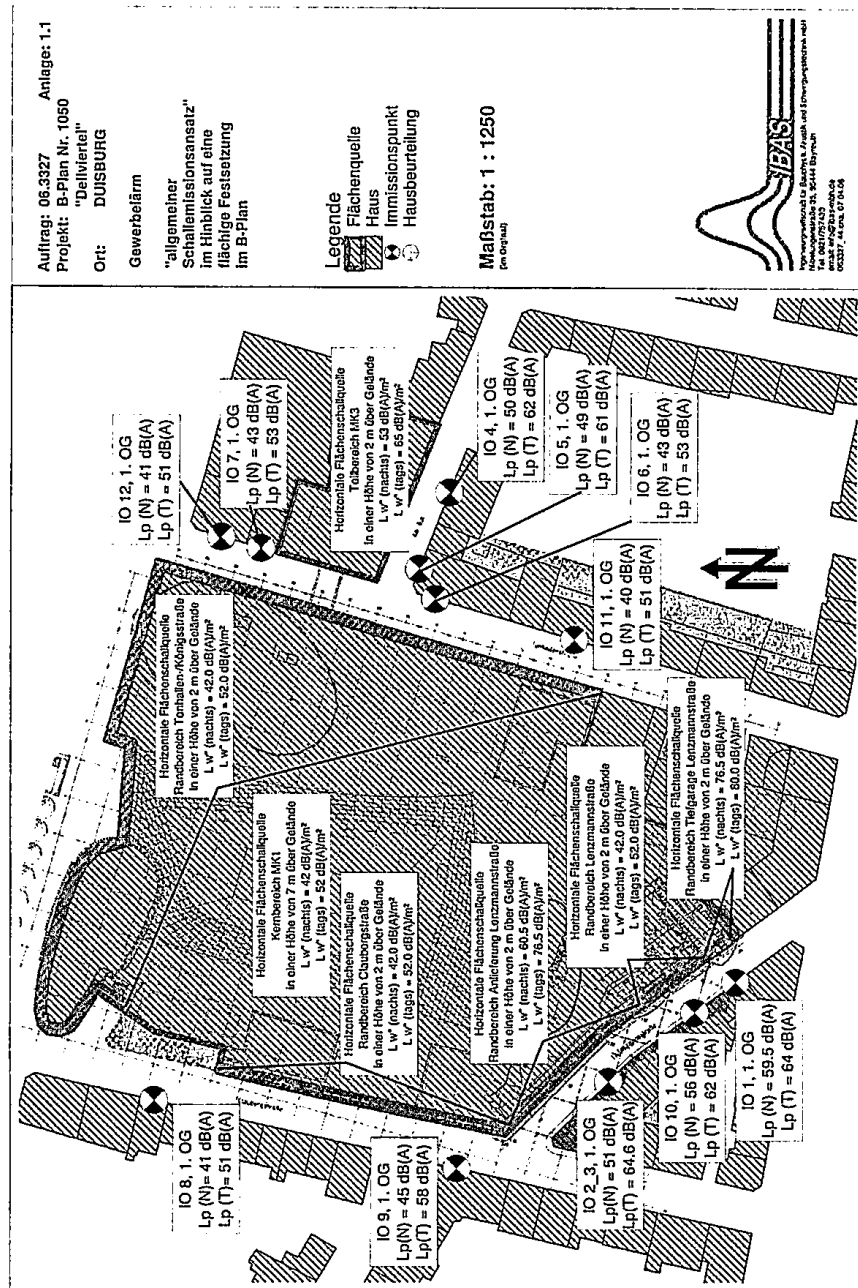 Auftrag: 06.3327 Anlage: 1.1
Projekt: B-Plan Nr. 1050
"Dellviertel"
Ort: DUISBURG
Gewerbelärm
"allgemeiner
Schallemissionsansatz"
im Hinblick auf eine
flächige Festsetzung
im B-Plan
Legende
Flächenquelle
Haus
Immissionspunkt
Hausbeurteilung
Maßstab: 1 : 1250
(im Original)
IBAS
Tel. 0921/757430
IO 12, 1. OG
Lp (N) = 41 dB(A)
Lp (T) = 51 dB(A)
IO 7, 1. OG
Lp (N) = 43 dB(A)
Lp (T) = 53 dB(A)
Horizontale Flächenschallquelle
Teilbereich MK3
In einer Höhe von 2 m über Gelände
L w" (nachts) = 53 dB(A)/m²
L w" (tags) = 65 dB(A)/m²
IO 4, 1. OG
Lp (N) = 50 dB(A)
Lp (T) = 62 dB(A)
IO 5, 1. OG
Lp (N) = 49 dB(A)
Lp (T) = 61 dB(A)
IO 6, 1. OG
Lp (N) = 43 dB(A)
Lp (T) = 53 dB(A)
IO 11, 1. OG
Lp (N) = 40 dB(A)
Lp (T) = 51 dB(A)
N
Horizontale Flächenschallquelle
Randbereich Tonhallen-/Königstraße
In einer Höhe von 2 m über Gelände
L w" (nachts) = 42.0 dB(A)/m²
L w" (tags) = 52.0 dB(A)/m²
Horizontale Flächenschallquelle
Kernbereich MK1
in einer Höhe von 7 m über Gelände
L w" (nachts) = 42 dB(A)/m²
L w" (tags) = 52 dB(A)/m²
Horizontale Flächenschallquelle
Randbereich Claubergstraße
In einer Höhe von 2 m über Gelände
L w" (nachts) = 42.0 dB(A)/m²
L w" (tags) = 52.0 dB(A)/m²
Horizontale Flächenschallquelle
Randbereich Anlieferung Lenzmannstraße
In einer Höhe von 2 m über Gelände
L w" (nachts) = 60.5 dB(A)/m²
L w" (tags) = 76.5 dB(A)/m²
Horizontale Flächenschallquelle
Randbereich Lenzmannstraße
In einer Höhe von 2 m über Gelände
L w" (nachts) = 42.0 dB(A)/m²
L w" (tags) = 52.0 dB(A)/m²
Horizontale Flächenschallquelle
Randbereich Tiefgarage Lenzmannstraße
In einer Höhe von 2 m über Gelände
L w" (nachts) = 76.5 dB(A)/m²
L w" (tags) = 80.0 dB(A)/m²
IO 8, 1. OG
Lp (N)= 41 dB(A)
Lp (T)= 51 dB(A)
IO 9, 1. OG
Lp(N)= 45 dB(A)
Lp(T)= 58 dB(A)
IO 2_3, 1. OG
Lp(N)= 51 dB(A)
Lp(T)= 64.6 dB(A)
IO 10, 1. OG
Lp (N) = 56 dB(A)
Lp (T) = 62 dB(A)
IO 1, 1. OG
Lp (N) = 59.5 dB(A)
Lp (T) = 64 dB(A)